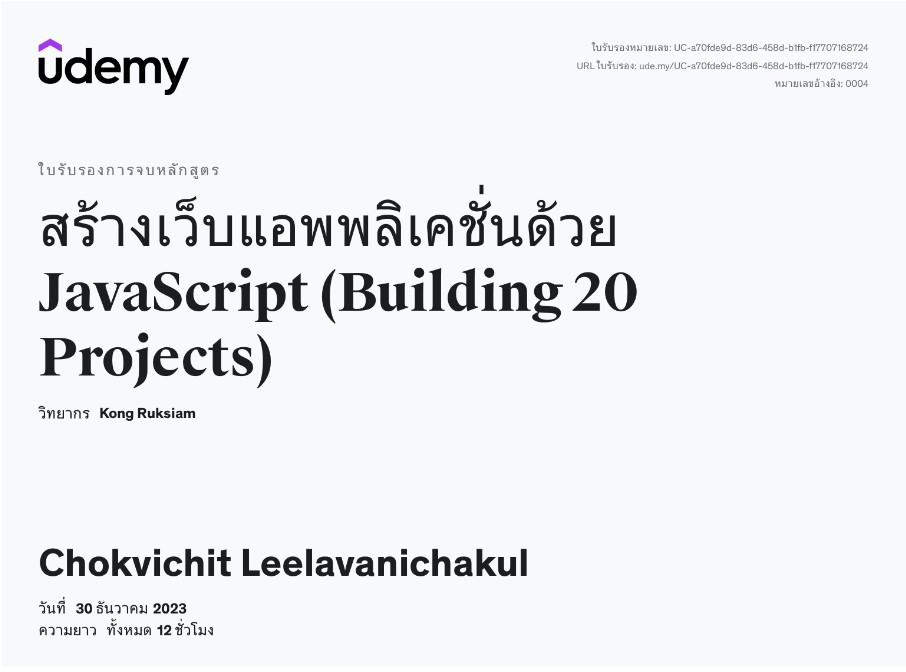 udemy
ใบรับรองหมายเลข: UC-a70fde9d-83d6-458d-b1fb-f17707168724
URL ใบรับรอง: ude.my/UC-a70fde9d-83d6-458d-b1fb-f17707168724
หมายเลขอ้างอิง: 0004
ใบรับรองการจบหลักสูตร
สร้างเว็บแอพพลิเคชั่นด้วย
JavaScript (Building 20
Projects)
วิทยากร Kong Ruksiam
Chokvichit Leelavanichakul
วันที่ 30 ธันวาคม 2023
ความยาว ทั้งหมด 12 ชั่วโมง